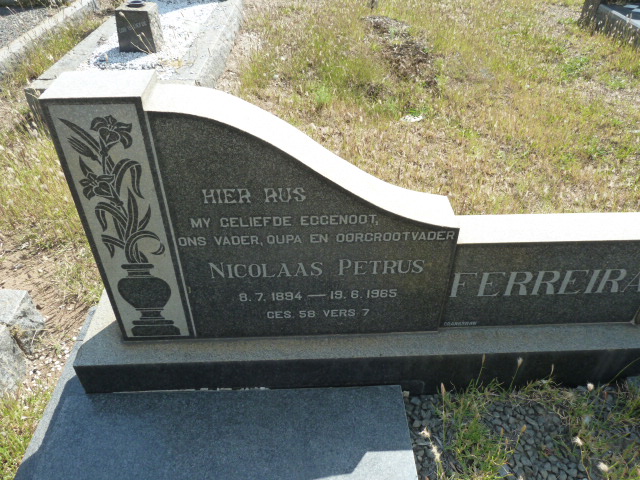 HIER RUS
MY GELIEFDE EGGENOOT,
ONS VADER, OUPA EN OORGROOTVADER
NICOLAAS PETRUS
8. 7. 1894 — 19. 6. 1965
GES. 58 VERS 7
FERREIRA